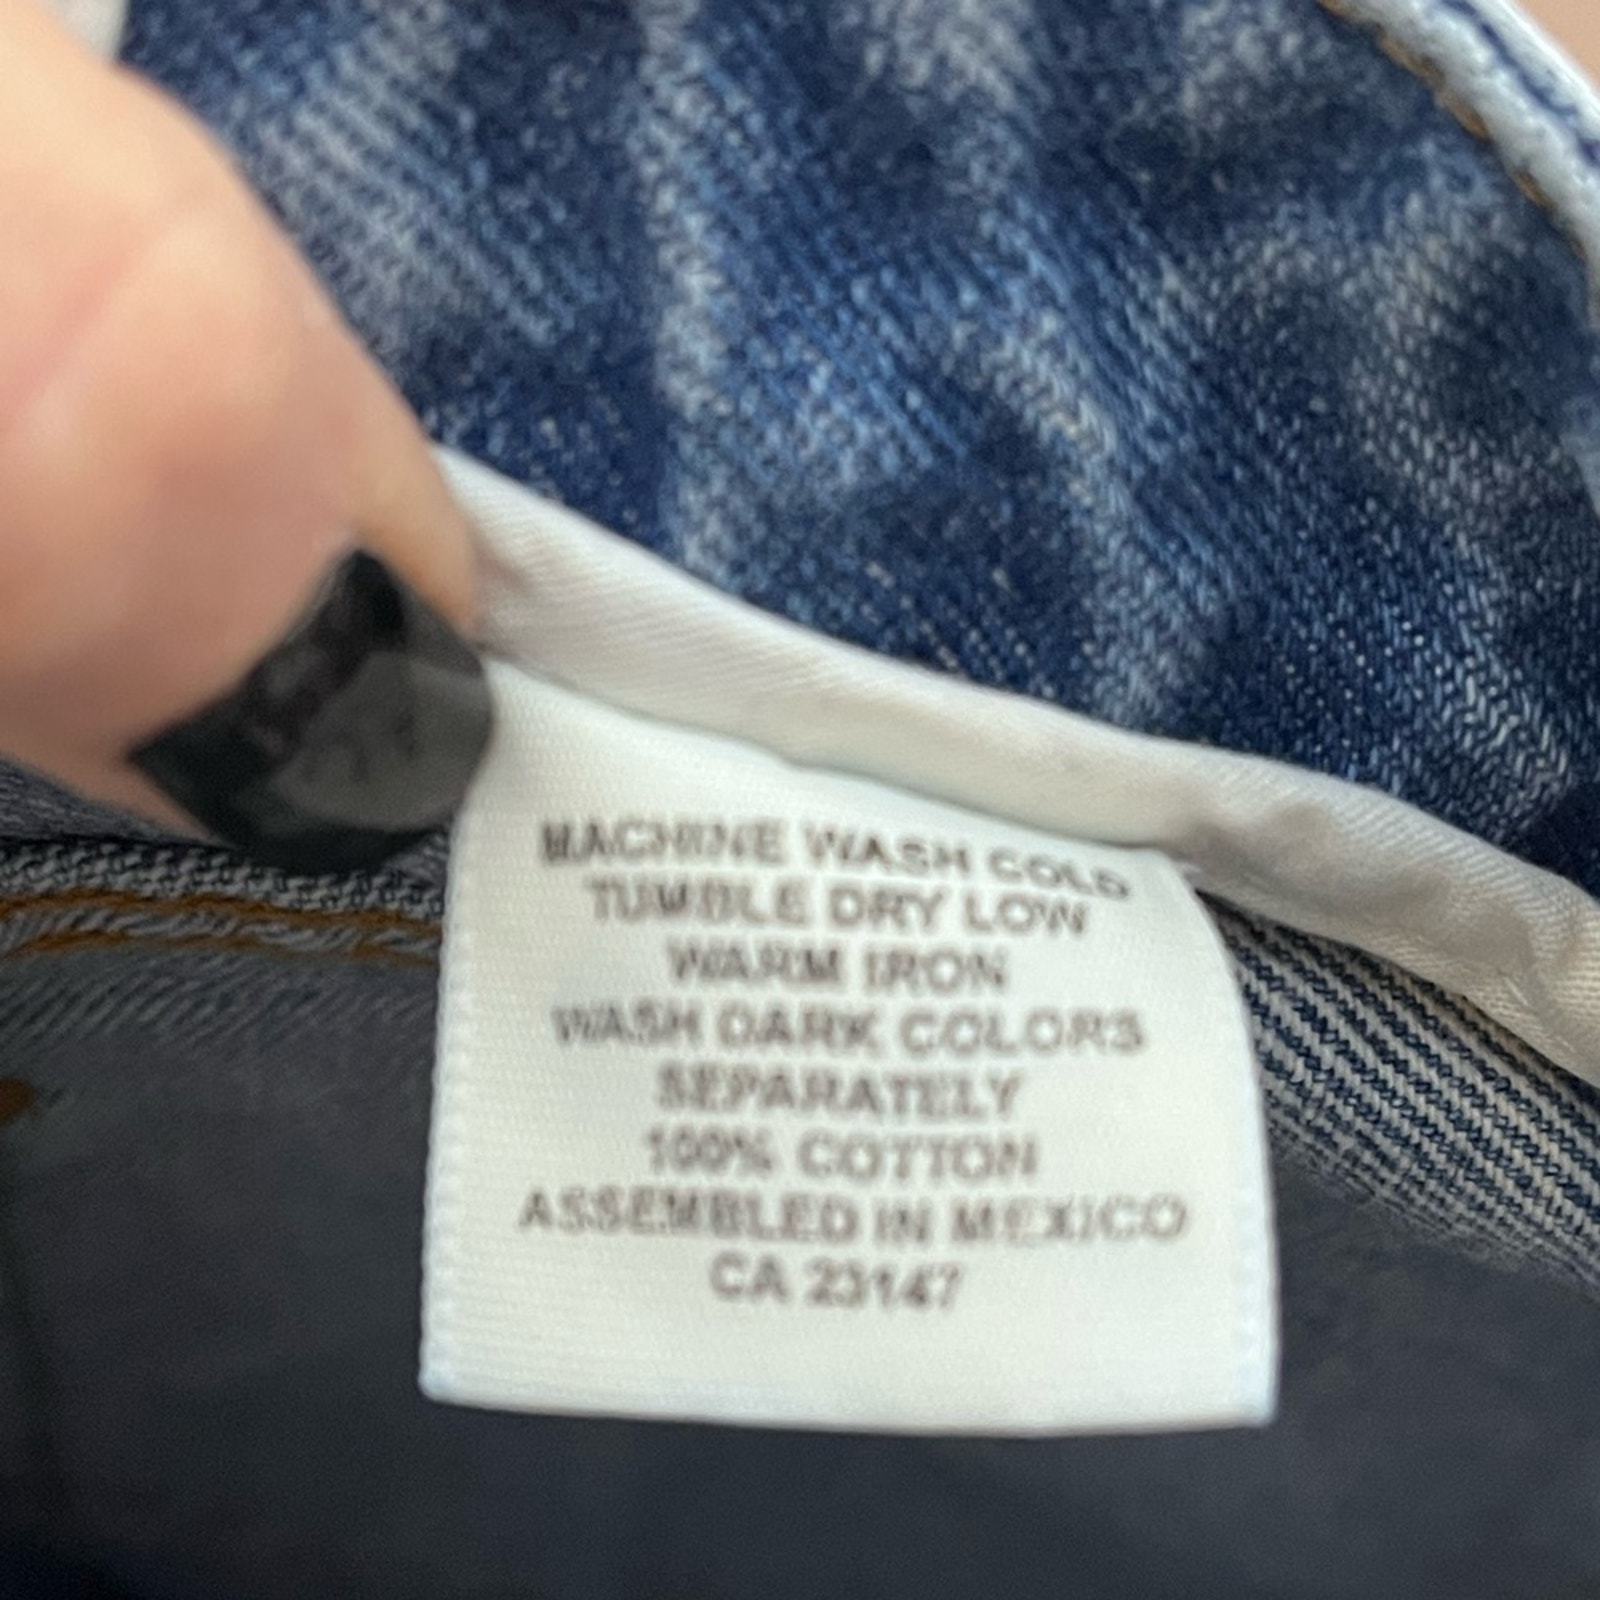 MACHINE WASH COLD
TUMBLE DRY LOW
WARM IRON
WASH DARK COLORS
SEPARATELY
100% COTTON
ASSEMBLED IN MEXICO
CA 23147